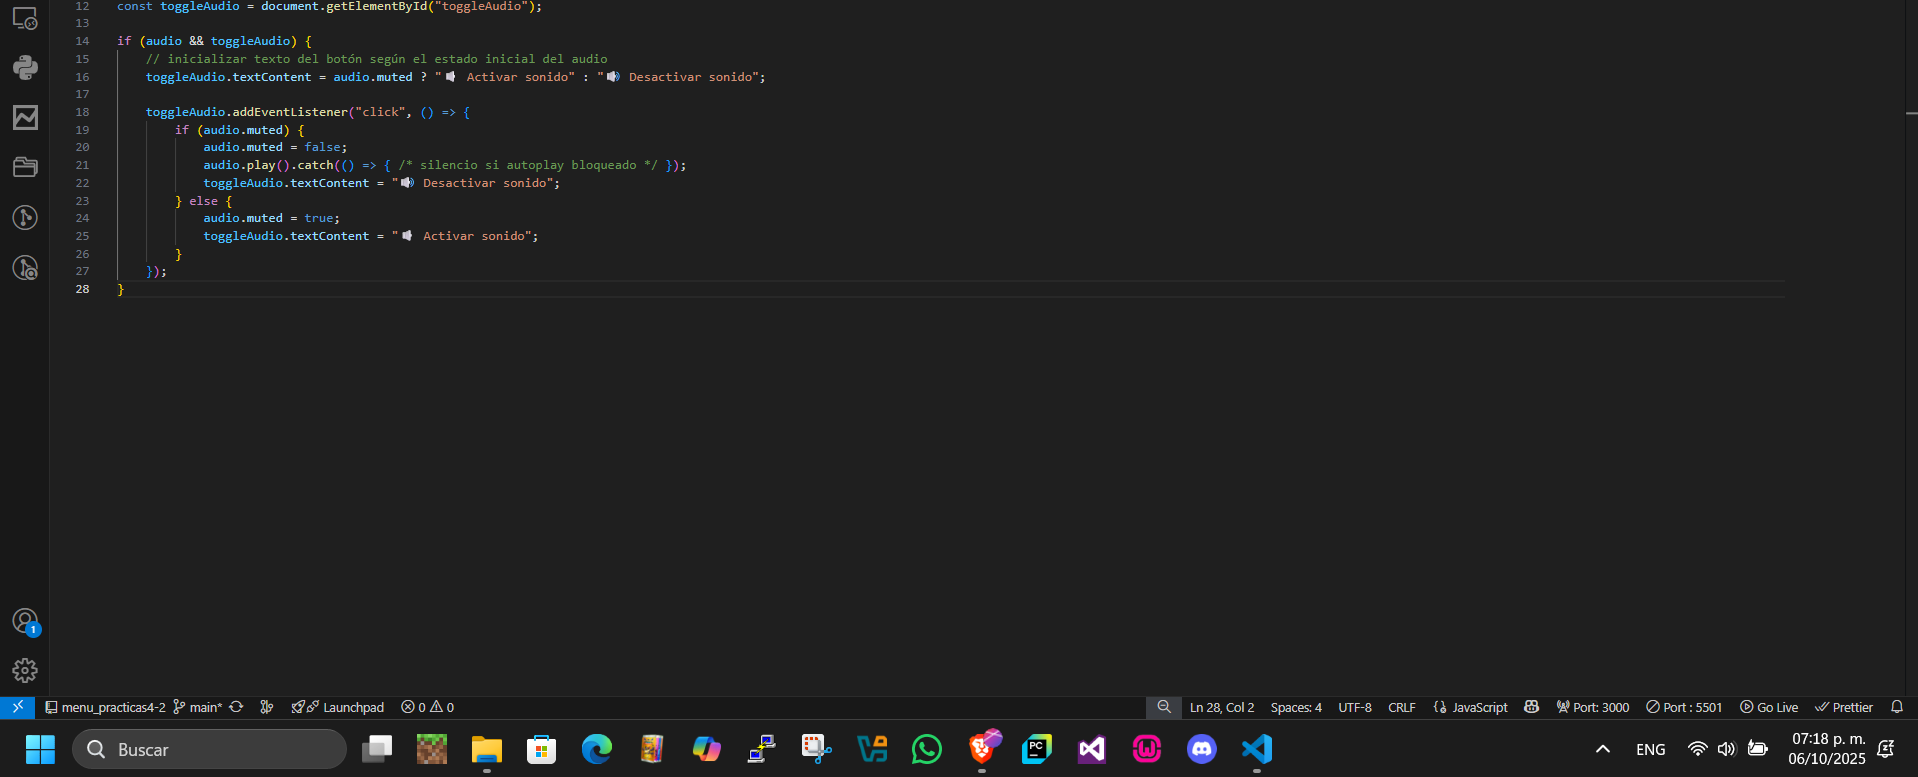 12 const toggleAudio = document.getElementById("toggleAudio");
13
14 if (audio && toggleAudio) {
15 // inicializar texto del botón según el estado inicial del audio
16 toggleAudio.textContent = audio.muted ? "🔈 Activar sonido" : "🔊 Desactivar sonido";
17
18 toggleAudio.addEventListener("click", () => {
19 if (audio.muted) {
20 audio.muted = false;
21 audio.play().catch(() => { /* silencio si autoplay bloqueado */ });
22 toggleAudio.textContent = "🔊 Desactivar sonido";
23 } else {
24 audio.muted = true;
25 toggleAudio.textContent = "🔈 Activar sonido";
26 }
27 });
28 }
1
menu_practicas4-2 main* Launchpad 0 0 Ln 28, Col 2 Spaces: 4 UTF-8 CRLF JavaScript Port: 3000 Port : 5501 Go Live Prettier
Buscar PC ENG 07:18 p. m.
06/10/2025